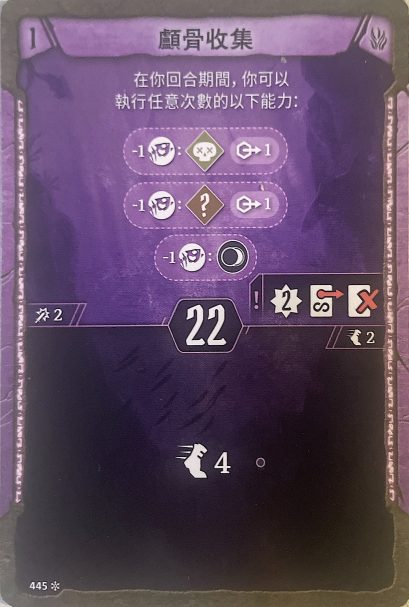 1
顱骨收集
在你回合期間，你可以
執行任意次數的以下能力：
-1 : 1
-1 : ? 1
-1 :
! 2 S
2 22 2
4
445